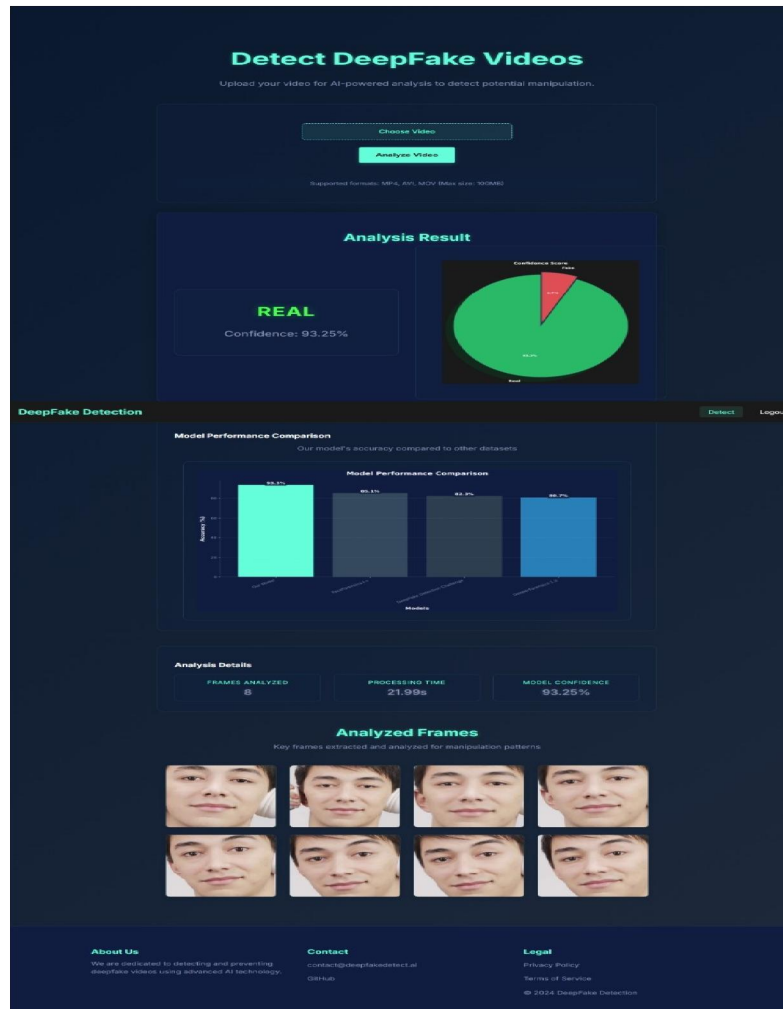 Detect DeepFake Videos
Upload your video for AI-powered analysis to detect potential manipulation.
Choose Video
Analyze Video
Supported formats: MP4, AVI, MOV (Max size: 100MB)
Analysis Result
Confidence Score
Fake
REAL
Confidence: 93.25%
Real
DeepFake Detection
Detect
Logou
Model Performance Comparison
Our model's accuracy compared to other datasets
Model Performance Comparison
Accuracy (%)
Models
Analysis Details
FRAMES ANALYZED
8
PROCESSING TIME
21.99s
MODEL CONFIDENCE
93.25%
Analyzed Frames
Key frames extracted and analyzed for manipulation patterns
About Us
We are dedicated to detecting and preventing
deepfake videos using advanced AI technology.
Contact
contact@deepfakedetect.ai
GitHub
Legal
Privacy Policy
Terms of Service
© 2024 DeepFake Detection